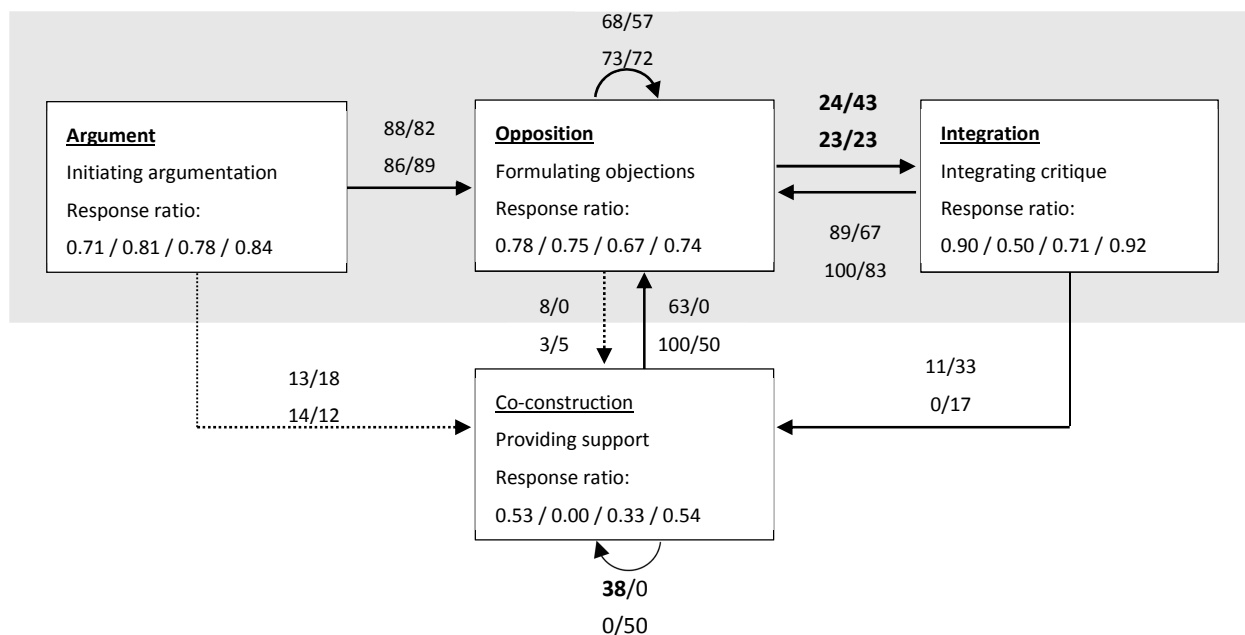 68/57
73/72
Argument
Initiating argumentation
Response ratio:
0.71 / 0.81 / 0.78 / 0.84
88/82
86/89
Opposition
Formulating objections
Response ratio:
0.78 / 0.75 / 0.67 / 0.74
24/43
23/23
Integration
Integrating critique
Response ratio:
0.90 / 0.50 / 0.71 / 0.92
89/67
100/83
8/0
3/5
63/0
100/50
13/18
14/12
11/33
0/17
Co-construction
Providing support
Response ratio:
0.53 / 0.00 / 0.33 / 0.54
38/0
0/50